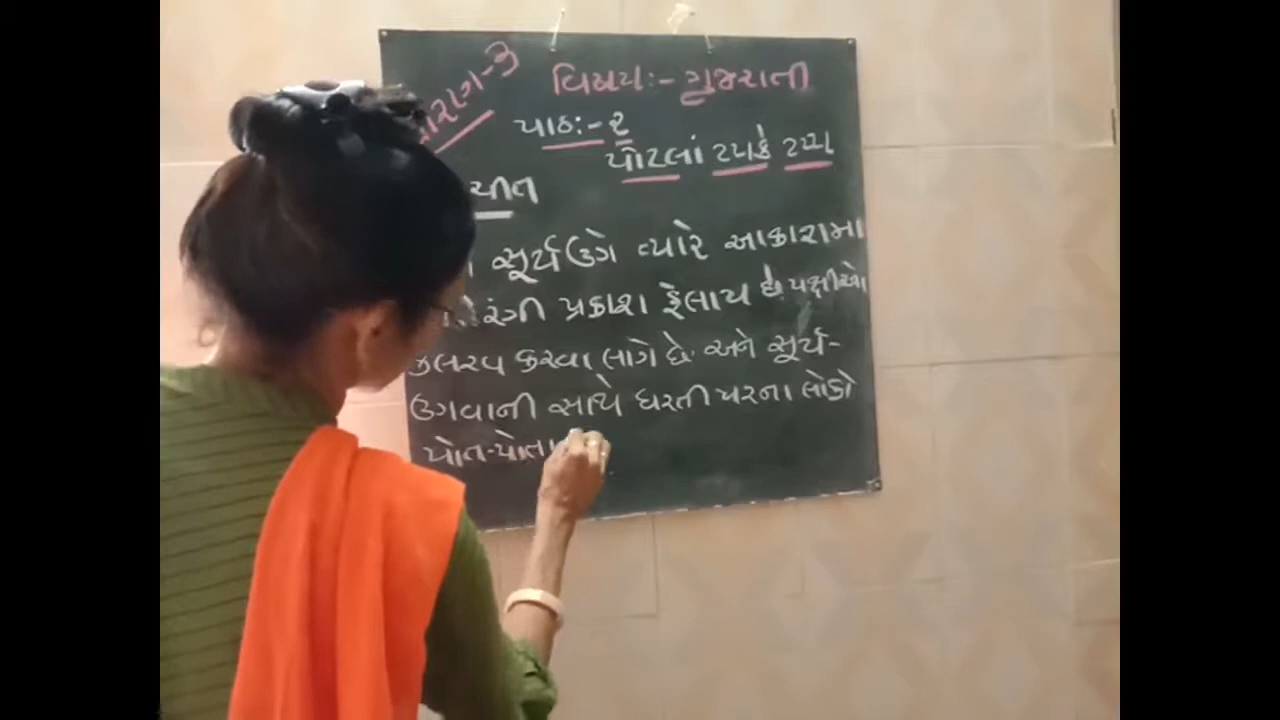 વિષય:- ગુજરાતી
પાઠ:- ૨
પોટલાં ટપકે ટપ્પ
સૂર્ય ઉગે ત્યારે આકાશમા
પ્રકાશ ફેલાય છે. પક્ષીઓ
કલરવ કરવા લાગે છે. અને સૂર્ય-
ઉગવાની સાથે ધરતી પરના લોકો
પોત-પોતા